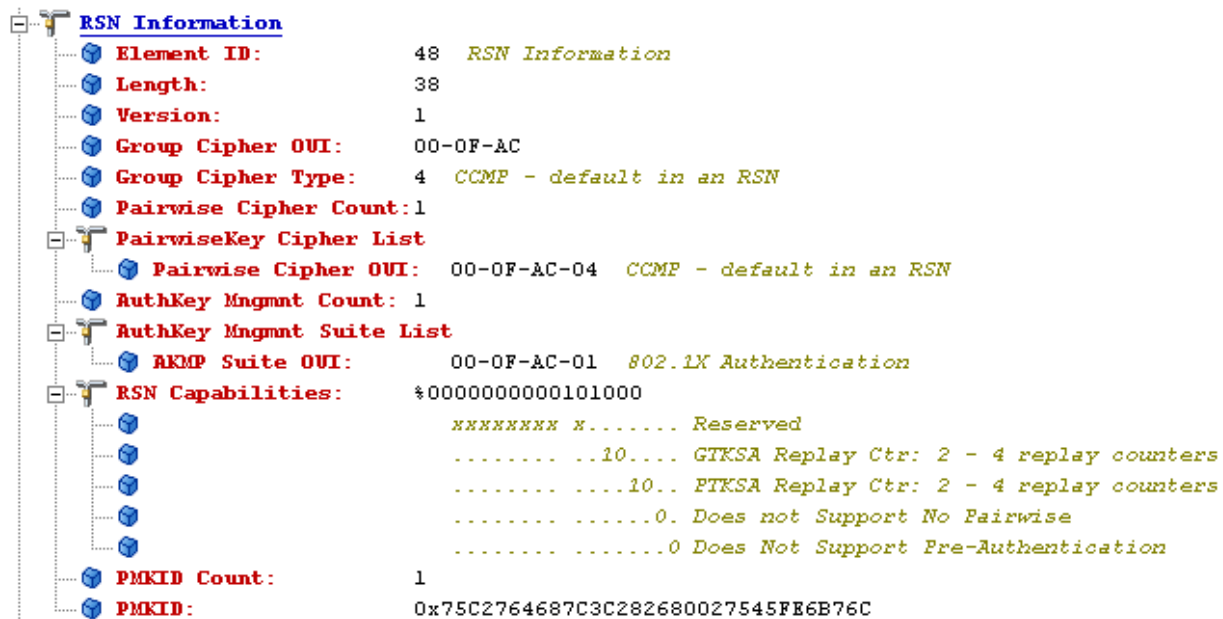 RSN Information
Element ID: 48 RSN Information
Length: 38
Version: 1
Group Cipher OUI: 00-0F-AC
Group Cipher Type: 4 CCMP - default in an RSN
Pairwise Cipher Count:1
PairwiseKey Cipher List
Pairwise Cipher OUI: 00-0F-AC-04 CCMP - default in an RSN
AuthKey Mngmnt Count: 1
AuthKey Mngmnt Suite List
AKMP Suite OUI: 00-0F-AC-01 802.1X Authentication
RSN Capabilities: %0000000000101000
xxxxxxxx x....... Reserved
........ ..10.... GTKSA Replay Ctr: 2 - 4 replay counters
........ ....10.. PTKSA Replay Ctr: 2 - 4 replay counters
........ ......0. Does not Support No Pairwise
........ .......0 Does Not Support Pre-Authentication
PMKID Count: 1
PMKID: 0x75C2764687C3C282680027545FE6B76C